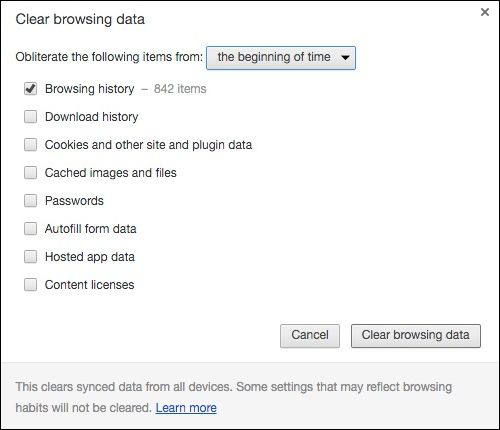 Clear browsing data
Obliterate the following items from: the beginning of time
Browsing history – 842 items
Download history
Cookies and other site and plugin data
Cached images and files
Passwords
Autofill form data
Hosted app data
Content licenses
Cancel Clear browsing data
This clears synced data from all devices. Some settings that may reflect browsing
habits will not be cleared. Learn more